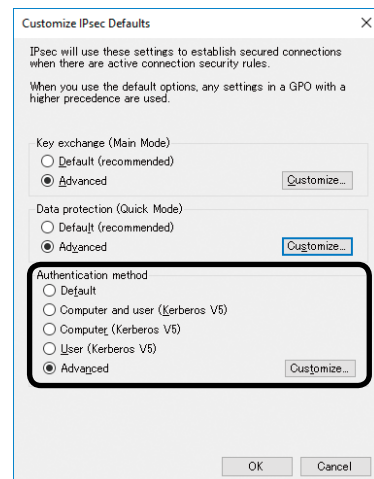 Customize IPsec Defaults
IPsec will use these settings to establish secured connections
when there are active connection security rules.
When you use the default options, any settings in a GPO with a
higher precedence are used.
Key exchange (Main Mode)
Default (recommended)
Advanced
Customize...
Data protection (Quick Mode)
Default (recommended)
Advanced
Customize...
Authentication method
Default
Computer and user (Kerberos V5)
Computer (Kerberos V5)
User (Kerberos V5)
Advanced
Customize...
OK Cancel